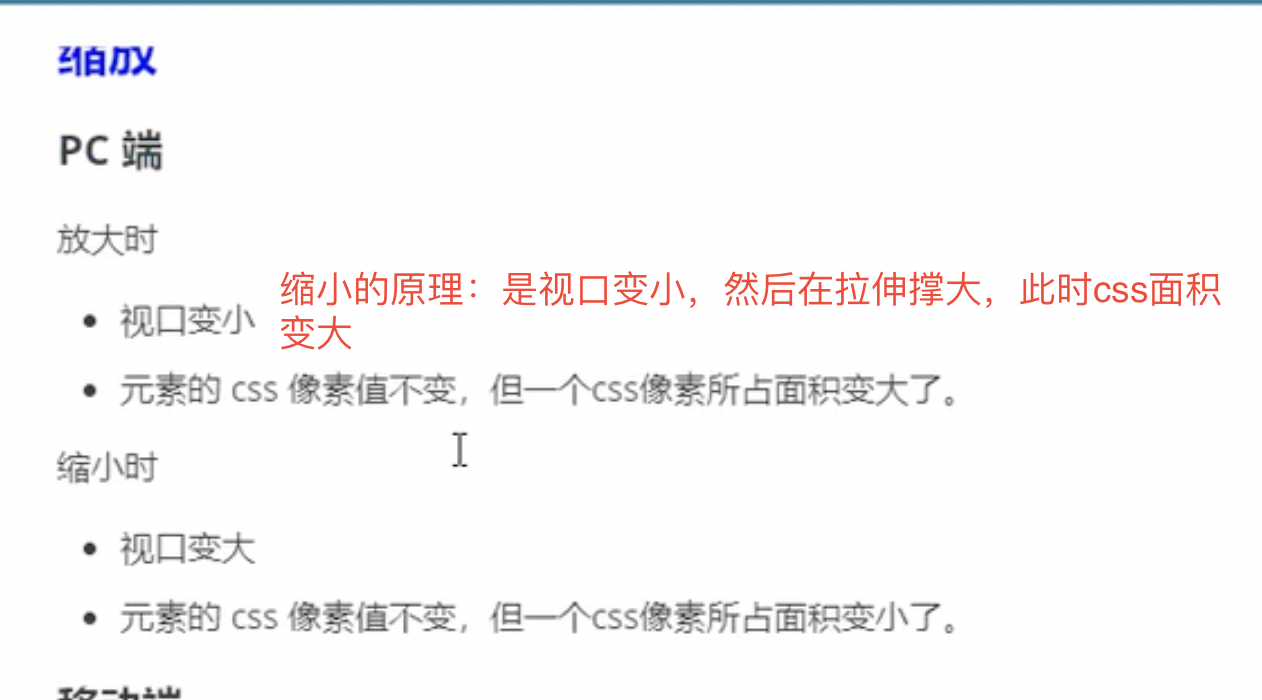 缩放
PC 端
放大时
缩小的原理：是视口变小，然后在拉伸撑大，此时css面积
变大
• 视口变小
• 元素的 css 像素值不变，但一个css像素所占面积变大了。
缩小时
• 视口变大
• 元素的 css 像素值不变，但一个css像素所占面积变小了。
移动端